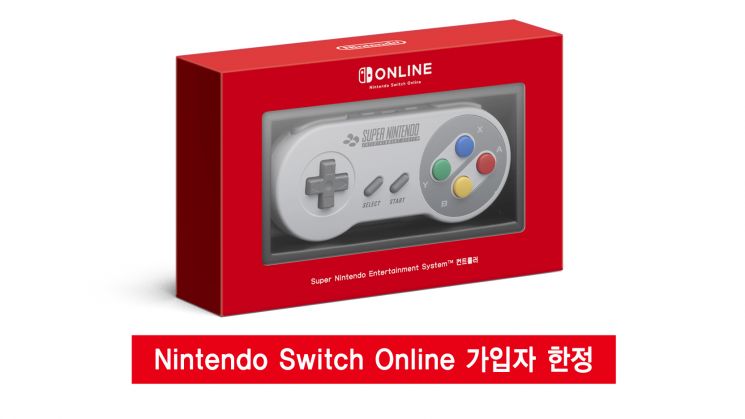 Nintendo
ONLINE
Nintendo Switch Online
SUPER NINTENDO
ENTERTAINMENT SYSTEM
X
A
Y
B
SELECT
START
Super Nintendo Entertainment System™ 컨트롤러
Nintendo Switch Online 가입자 한정